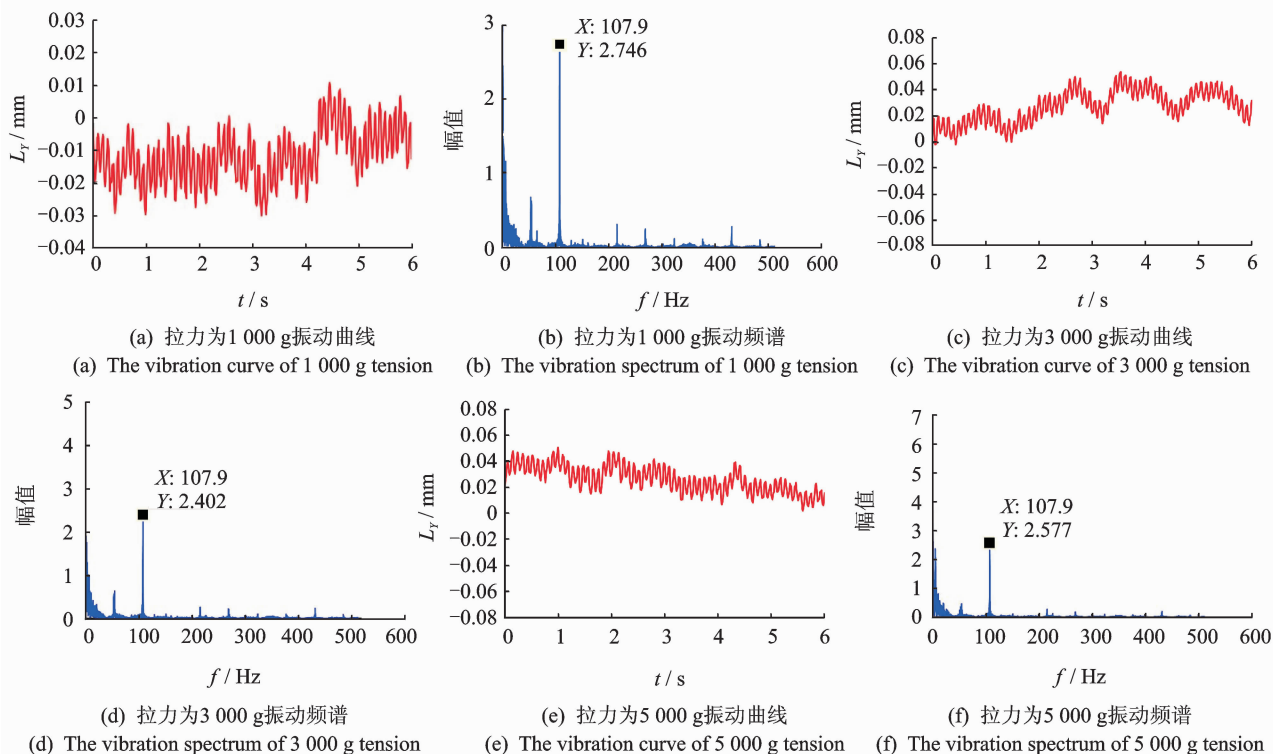 0.03
0.02
0.01
0
−0.01
−0.02
−0.03
−0.04
L_Y / mm
0 1 2 3 4 5 6
t / s
(a) 拉力为1 000 g振动曲线
(a) The vibration curve of 1 000 g tension
3
2
1
0
幅值
X: 107.9
Y: 2.746
0 100 200 300 400 500 600
f / Hz
(b) 拉力为1 000 g振动频谱
(b) The vibration spectrum of 1 000 g tension
0.08
0.06
0.04
0.02
0
−0.02
−0.04
−0.06
−0.08
L_Y / mm
0 1 2 3 4 5 6
t / s
(c) 拉力为3 000 g振动曲线
(c) The vibration curve of 3 000 g tension
5
4
3
2
1
0
幅值
X: 107.9
Y: 2.402
0 100 200 300 400 500 600
f / Hz
(d) 拉力为3 000 g振动频谱
(d) The vibration spectrum of 3 000 g tension
0.08
0.06
0.04
0.02
0
−0.02
−0.04
−0.06
−0.08
L_Y / mm
0 1 2 3 4 5 6
t / s
(e) 拉力为5 000 g振动曲线
(e) The vibration curve of 5 000 g tension
7
6
5
4
3
2
1
0
幅值
X: 107.9
Y: 2.577
0 100 200 300 400 500 600
f / Hz
(f) 拉力为5 000 g振动频谱
(f) The vibration spectrum of 5 000 g tension